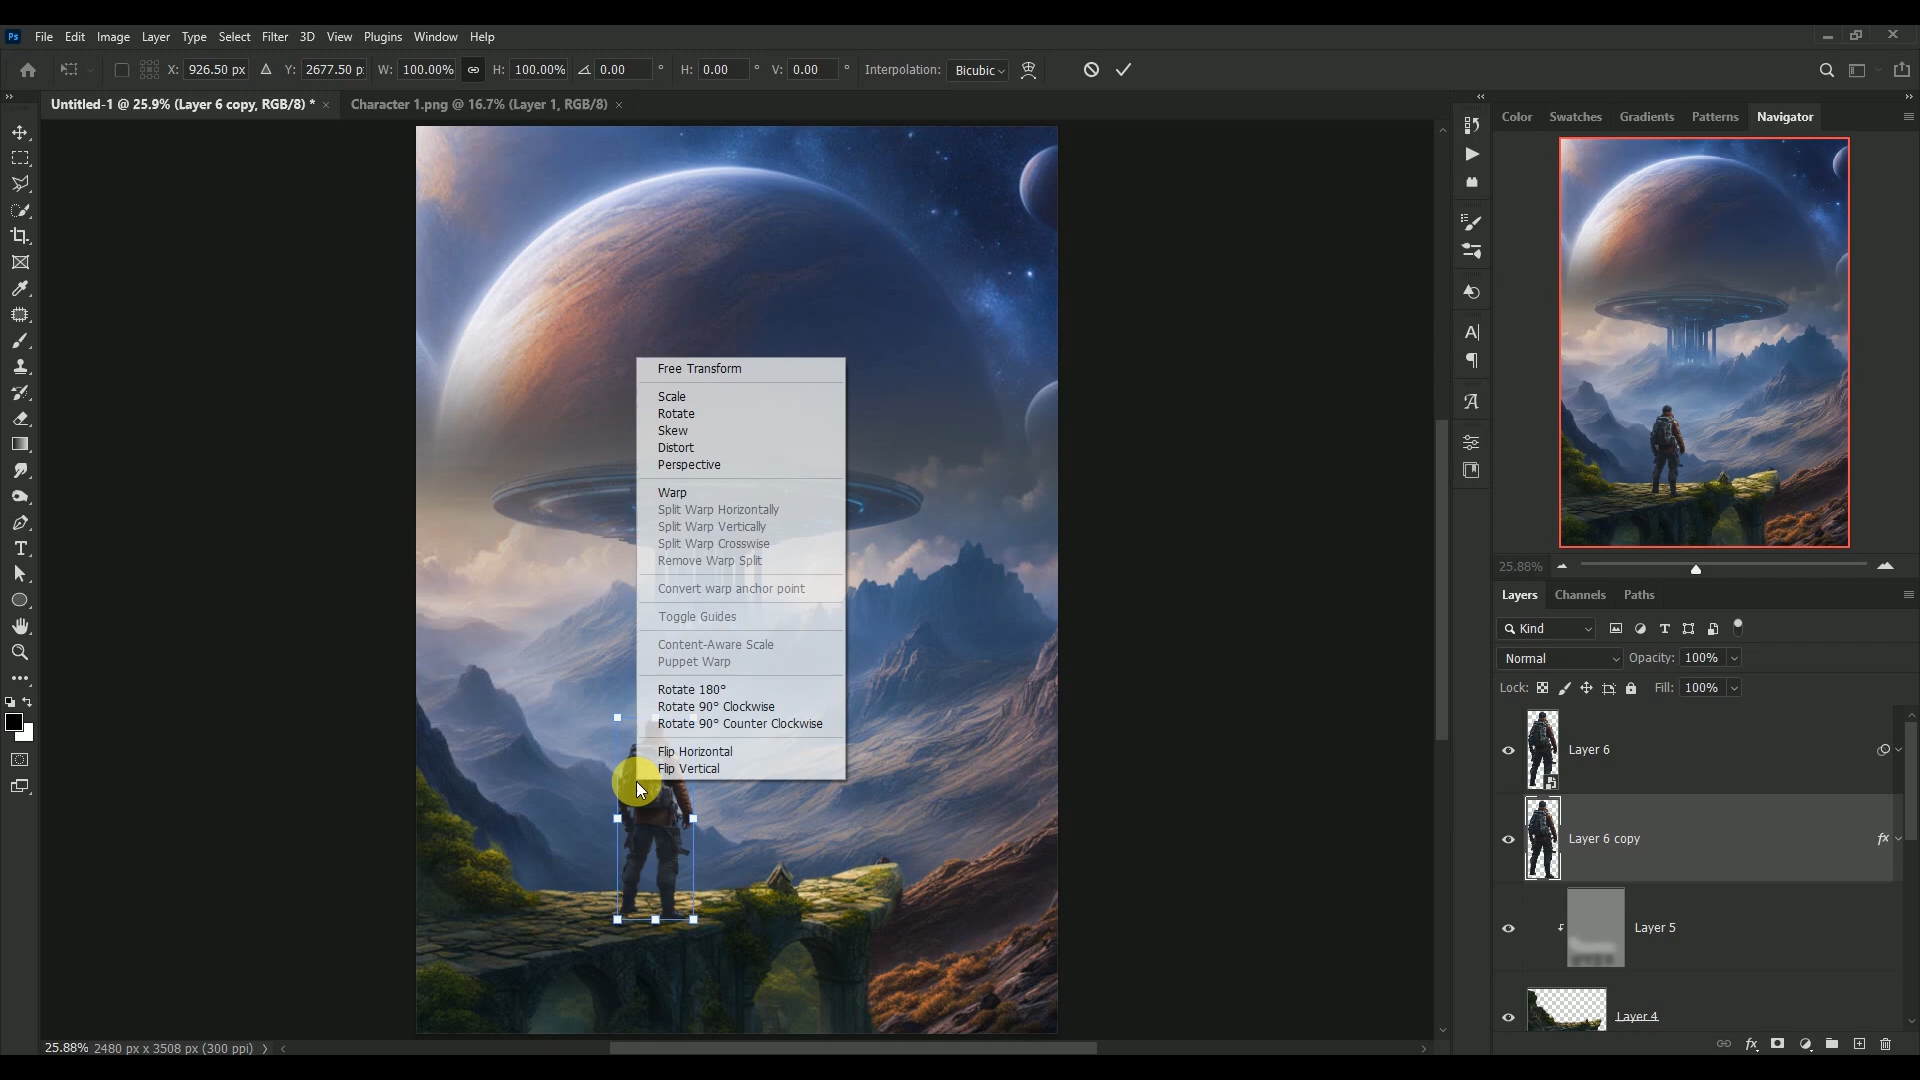 Ps File Edit Image Layer Type Select Filter 3D View Plugins Window Help
X: 926.50 px Y: 2677.50 p: W: 100.00% H: 100.00% 0.00 ° H: 0.00 ° V: 0.00 ° Interpolation: Bicubic
Untitled-1 @ 25.9% (Layer 6 copy, RGB/8) * × Character 1.png @ 16.7% (Layer 1, RGB/8) ×
Color Swatches Gradients Patterns Navigator
Free Transform
Scale
Rotate
Skew
Distort
Perspective
Warp
Split Warp Horizontally
Split Warp Vertically
Split Warp Crosswise
Remove Warp Split
Convert warp anchor point
Toggle Guides
Content-Aware Scale
Puppet Warp
Rotate 180°
Rotate 90° Clockwise
Rotate 90° Counter Clockwise
Flip Horizontal
Flip Vertical
25.88%
Layers Channels Paths
Kind
Normal Opacity: 100%
Lock: Fill: 100%
Layer 6
Layer 6 copy fx
Layer 5
Layer 4
fx
25.88% 2480 px x 3508 px (300 ppi)